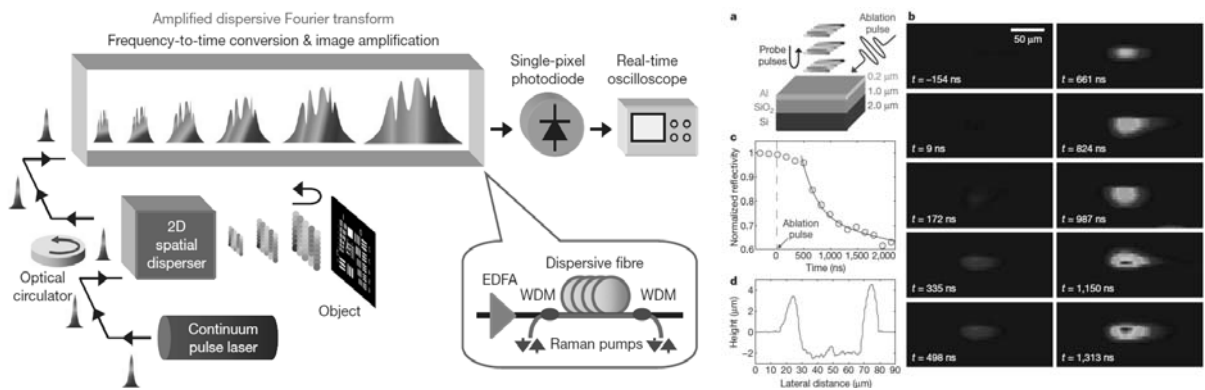 Amplified dispersive Fourier transform
Frequency-to-time conversion & image amplification
Single-pixel
photodiode
Real-time
oscilloscope
2D
spatial
disperser
Optical
circulator
Object
Continuum
pulse laser
EDFA
Dispersive fibre
WDM
WDM
Raman pumps
a
Ablation
pulse
Probe
pulses
0.2 μm
Al
1.0 μm
SiO2
2.0 μm
Si
c
Normalized reflectivity
1
0.9
0.8
0.7
0.6
Ablation
pulse
0
500
1,000
1,500
2,000
Time (ns)
d
Height (μm)
4
2
0
−2
0 10 20 30 40 50 60 70 80 90
Lateral distance (μm)
b
50 μm
t = −154 ns
t = 661 ns
t = 9 ns
t = 824 ns
t = 172 ns
t = 987 ns
t = 335 ns
t = 1,150 ns
t = 498 ns
t = 1,313 ns